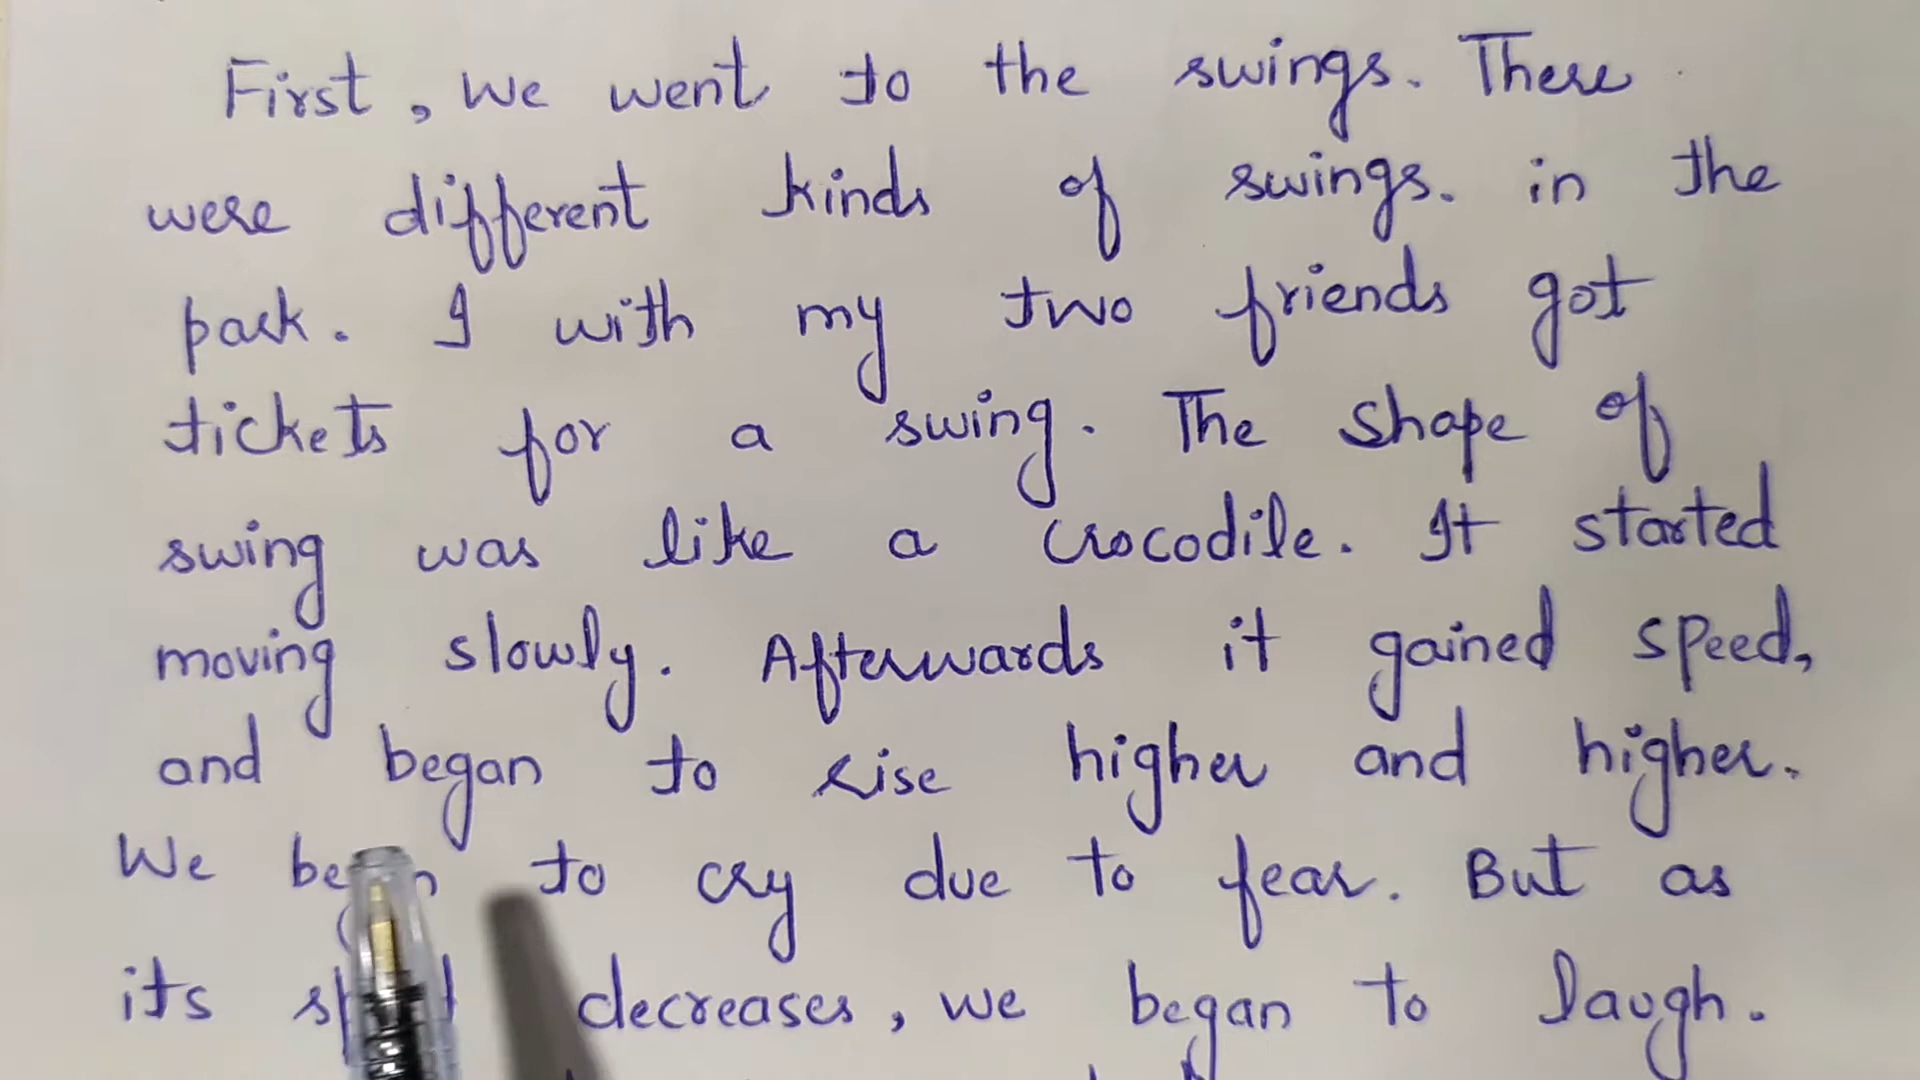 First, we went to the swings. There
were different kinds of swings. in the
park. I with my two friends got
tickets for a swing. The shape of
swing was like a crocodile. It started
moving slowly. Afterwards it gained speed,
and began to rise higher and higher.
We to cry due to fear. But as
its decreases, we began to laugh.